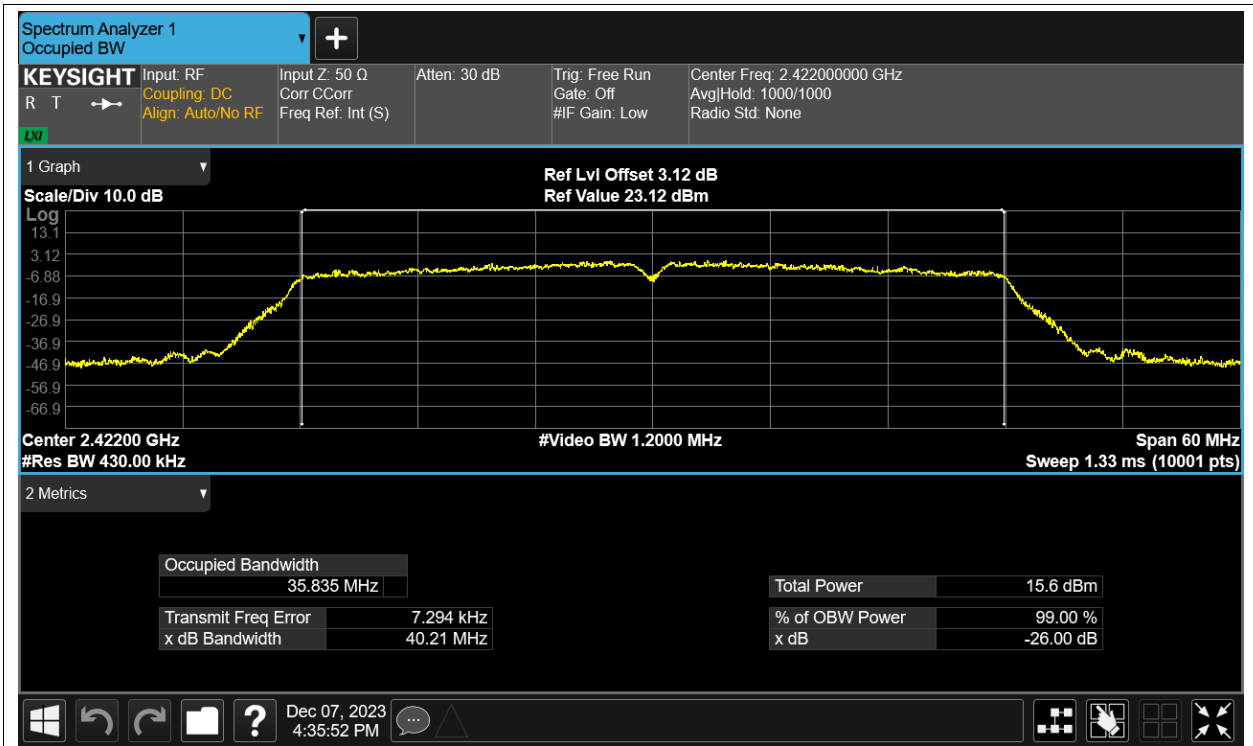 Spectrum Analyzer 1
Occupied BW
KEYSIGHT
R T
LXI
Input: RF
Coupling: DC
Align: Auto/No RF
Input Z: 50 Ω
Corr CCorr
Freq Ref: Int (S)
Atten: 30 dB
Trig: Free Run
Gate: Off
#IF Gain: Low
Center Freq: 2.422000000 GHz
Avg|Hold: 1000/1000
Radio Std: None
1 Graph
Scale/Div 10.0 dB
Ref Lvl Offset 3.12 dB
Ref Value 23.12 dBm
Log
13.1
3.12
-6.88
-16.9
-26.9
-36.9
-46.9
-56.9
-66.9
Center 2.42200 GHz
#Video BW 1.2000 MHz
Span 60 MHz
#Res BW 430.00 kHz
Sweep 1.33 ms (10001 pts)
2 Metrics
Occupied Bandwidth
35.835 MHz
Total Power 15.6 dBm
Transmit Freq Error 7.294 kHz
% of OBW Power 99.00 %
x dB Bandwidth 40.21 MHz
x dB -26.00 dB
?
Dec 07, 2023
4:35:52 PM